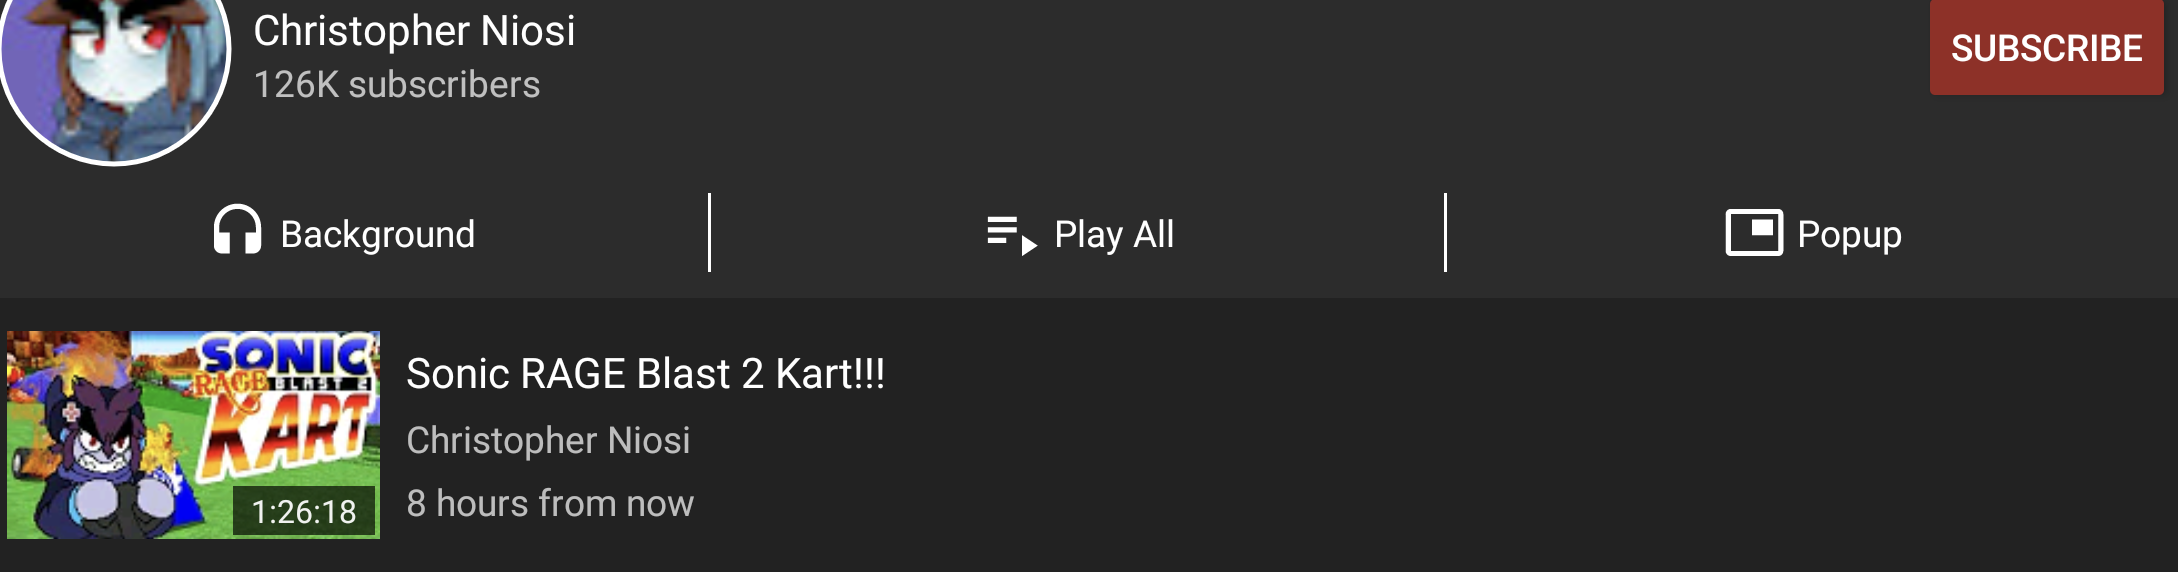 Christopher Niosi
126K subscribers
SUBSCRIBE
Background
Play All
Popup
SONIC
RAGE BLAST 2
KART
1:26:18
Sonic RAGE Blast 2 Kart!!!
Christopher Niosi
8 hours from now